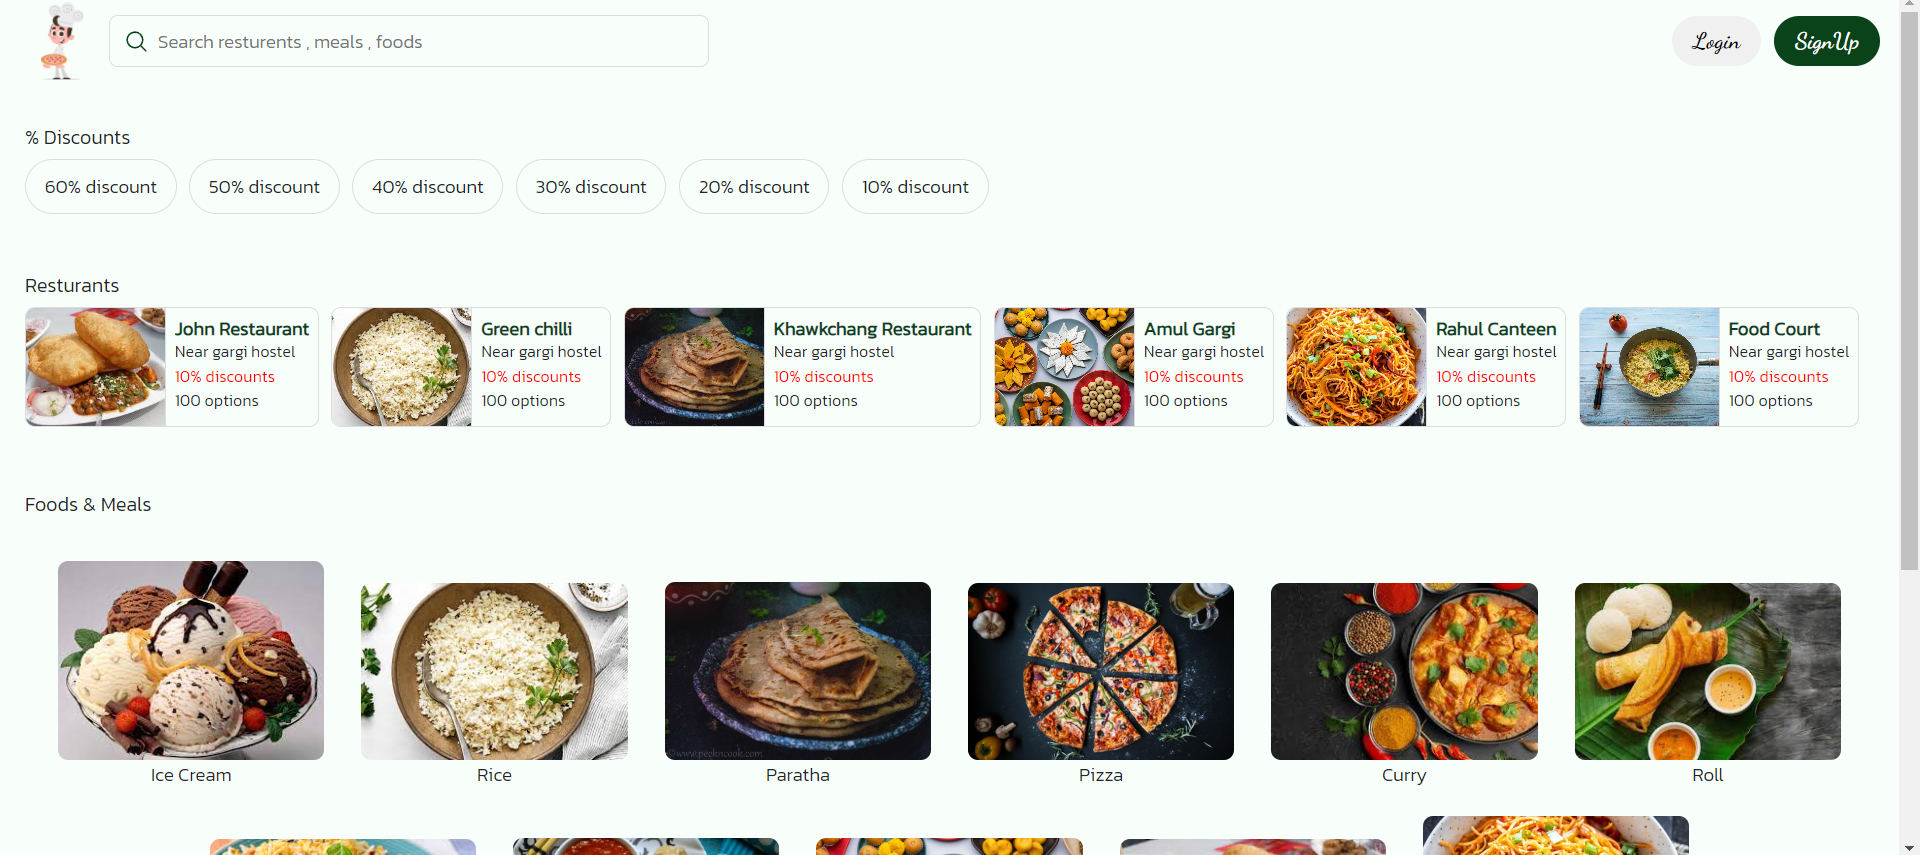 Search resturents , meals , foods
Login
SignUp
% Discounts
60% discount
50% discount
40% discount
30% discount
20% discount
10% discount
Resturants
John Restaurant
Near gargi hostel
10% discounts
100 options
Green chilli
Near gargi hostel
10% discounts
100 options
Khawkchang Restaurant
Near gargi hostel
10% discounts
100 options
Amul Gargi
Near gargi hostel
10% discounts
100 options
Rahul Canteen
Near gargi hostel
10% discounts
100 options
Food Court
Near gargi hostel
10% discounts
100 options
Foods & Meals
©www.peekncook.com
Ice Cream
Rice
Paratha
Pizza
Curry
Roll